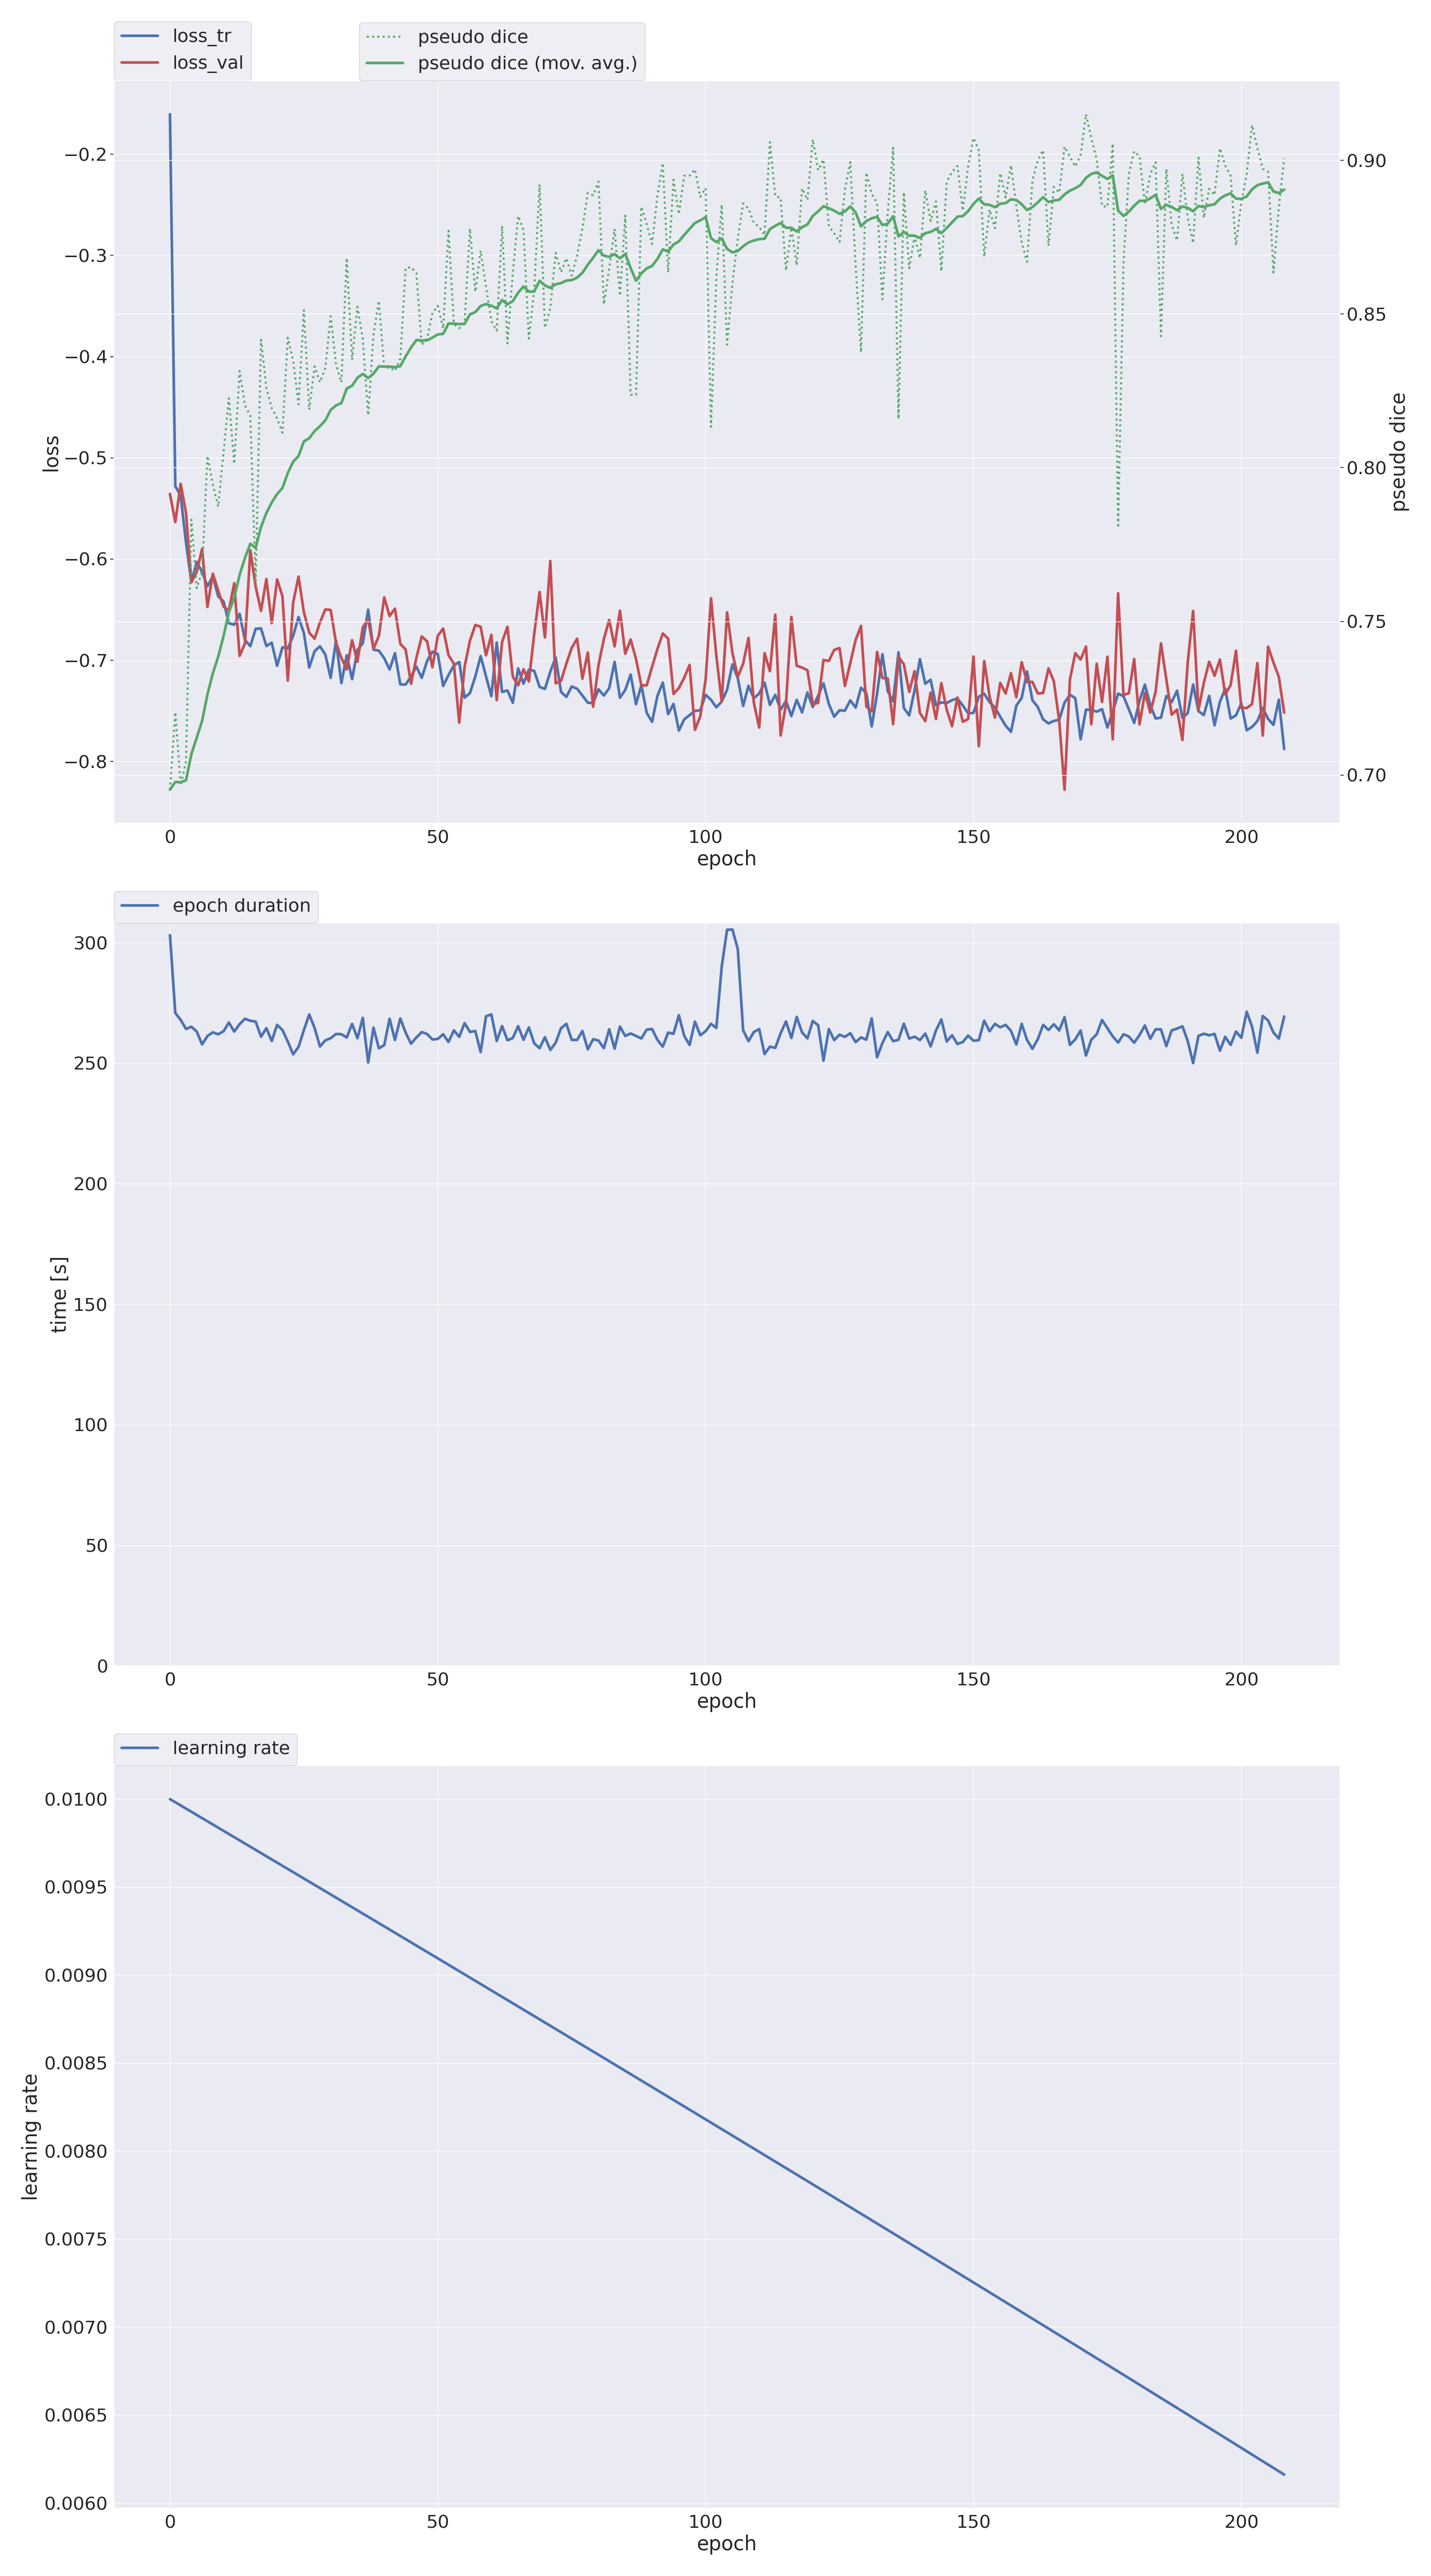 loss_tr
loss_val
pseudo dice
pseudo dice (mov. avg.)
−0.2
−0.3
−0.4
−0.5
−0.6
−0.7
−0.8
loss
0.90
0.85
0.80
0.75
0.70
pseudo dice
0 50 100 150 200
epoch
epoch duration
300
250
200
150
100
50
0
time [s]
0 50 100 150 200
epoch
learning rate
0.0100
0.0095
0.0090
0.0085
0.0080
0.0075
0.0070
0.0065
0.0060
learning rate
0 50 100 150 200
epoch